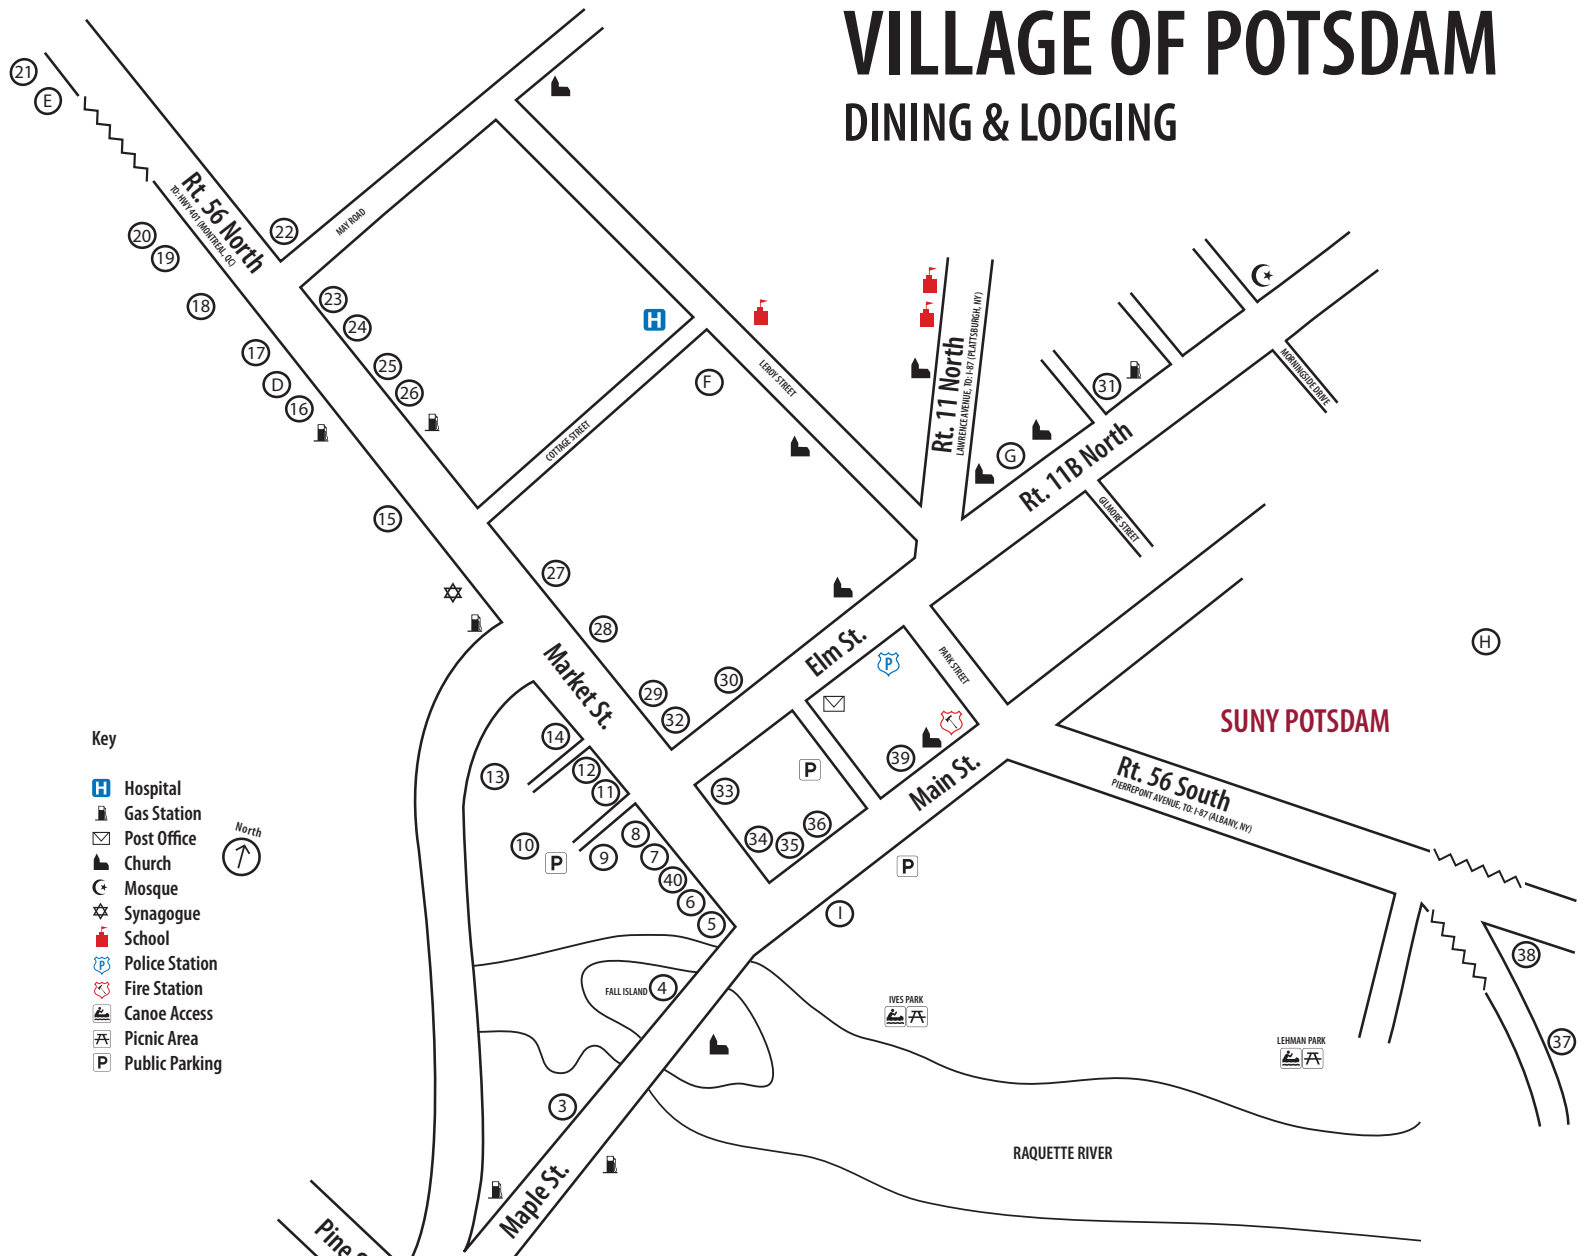 VILLAGE OF POTSDAM
DINING & LODGING
21
E
Rt. 56 North
TO: HWY 401 (MONTREAL, QC)
20
19
22
MAY ROAD
18
23
24
17
D
16
25
26
H
F
LEROY STREET
COTTAGE STREET
Rt. 11 North
LAWRENCE AVENUE, TO: I-87 (PLATTSBURGH, NY)
31
MORNINGSIDE DRIVE
G
Rt. 11B North
GILMORE STREET
15
27
28
Market St.
29
32
30
Elm St.
P
PARK STREET
H
SUNY POTSDAM
14
13
12
11
33
P
39
Main St.
Rt. 56 South
PIERREPONT AVENUE, TO: I-87 (ALBANY, NY)
10
P
9
8
7
40
6
5
34
35
36
P
I
38
37
FALL ISLAND
4
IVES PARK
LEHMAN PARK
3
RAQUETTE RIVER
Maple St.
Pine
Key
H Hospital
Gas Station
Post Office
Church
Mosque
Synagogue
School
P Police Station
Fire Station
Canoe Access
Picnic Area
P Public Parking
North